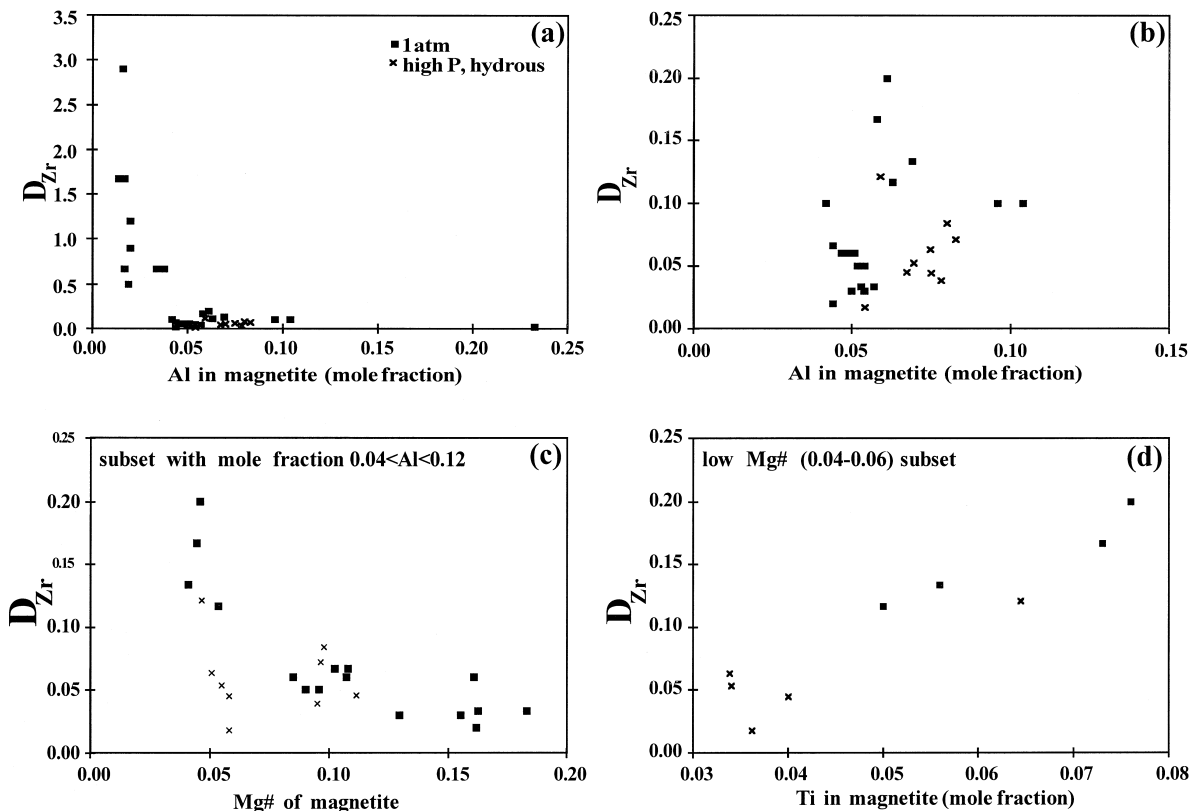 3.5
3.0
2.5
2.0
1.5
1.0
0.5
0.0
D_Zr
(a)
1atm
high P, hydrous
0.00 0.05 0.10 0.15 0.20 0.25
Al in magnetite (mole fraction)
0.25
0.20
0.15
0.10
0.05
0.00
D_Zr
(b)
0.00 0.05 0.10 0.15
Al in magnetite (mole fraction)
0.25
0.20
0.15
0.10
0.05
0.00
D_Zr
subset with mole fraction 0.04<Al<0.12
(c)
0.00 0.05 0.10 0.15 0.20
Mg# of magnetite
0.25
0.20
0.15
0.10
0.05
0.00
D_Zr
low Mg# (0.04-0.06) subset
(d)
0.03 0.04 0.05 0.06 0.07 0.08
Ti in magnetite (mole fraction)